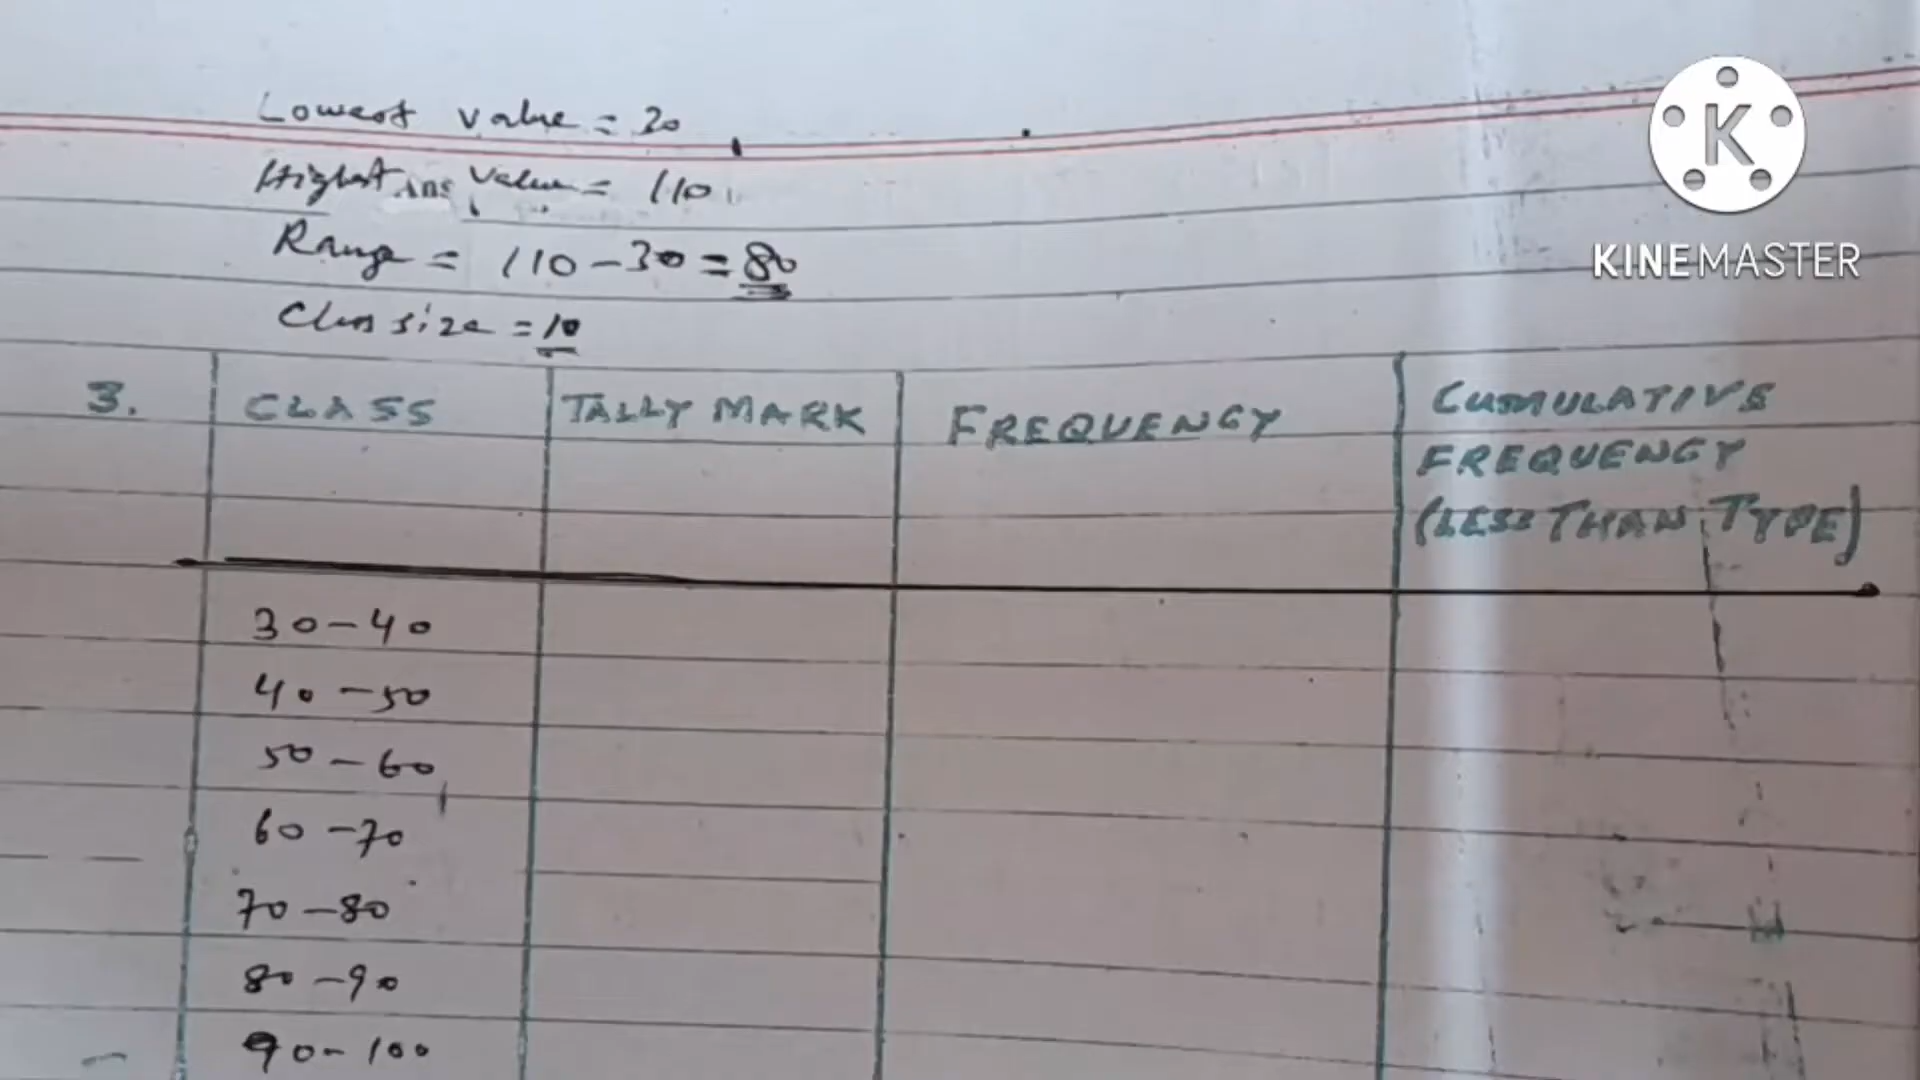 Lowest value = 30
Highest value = 110
Range = 110 - 30 = 80
Class size = 10
K
KINEMASTER
3. CLASS TALLY MARK FREQUENCY CUMULATIVE FREQUENCY (LESS THAN TYPE)
30-40
40-50
50-60
60-70
70-80
80-90
90-100